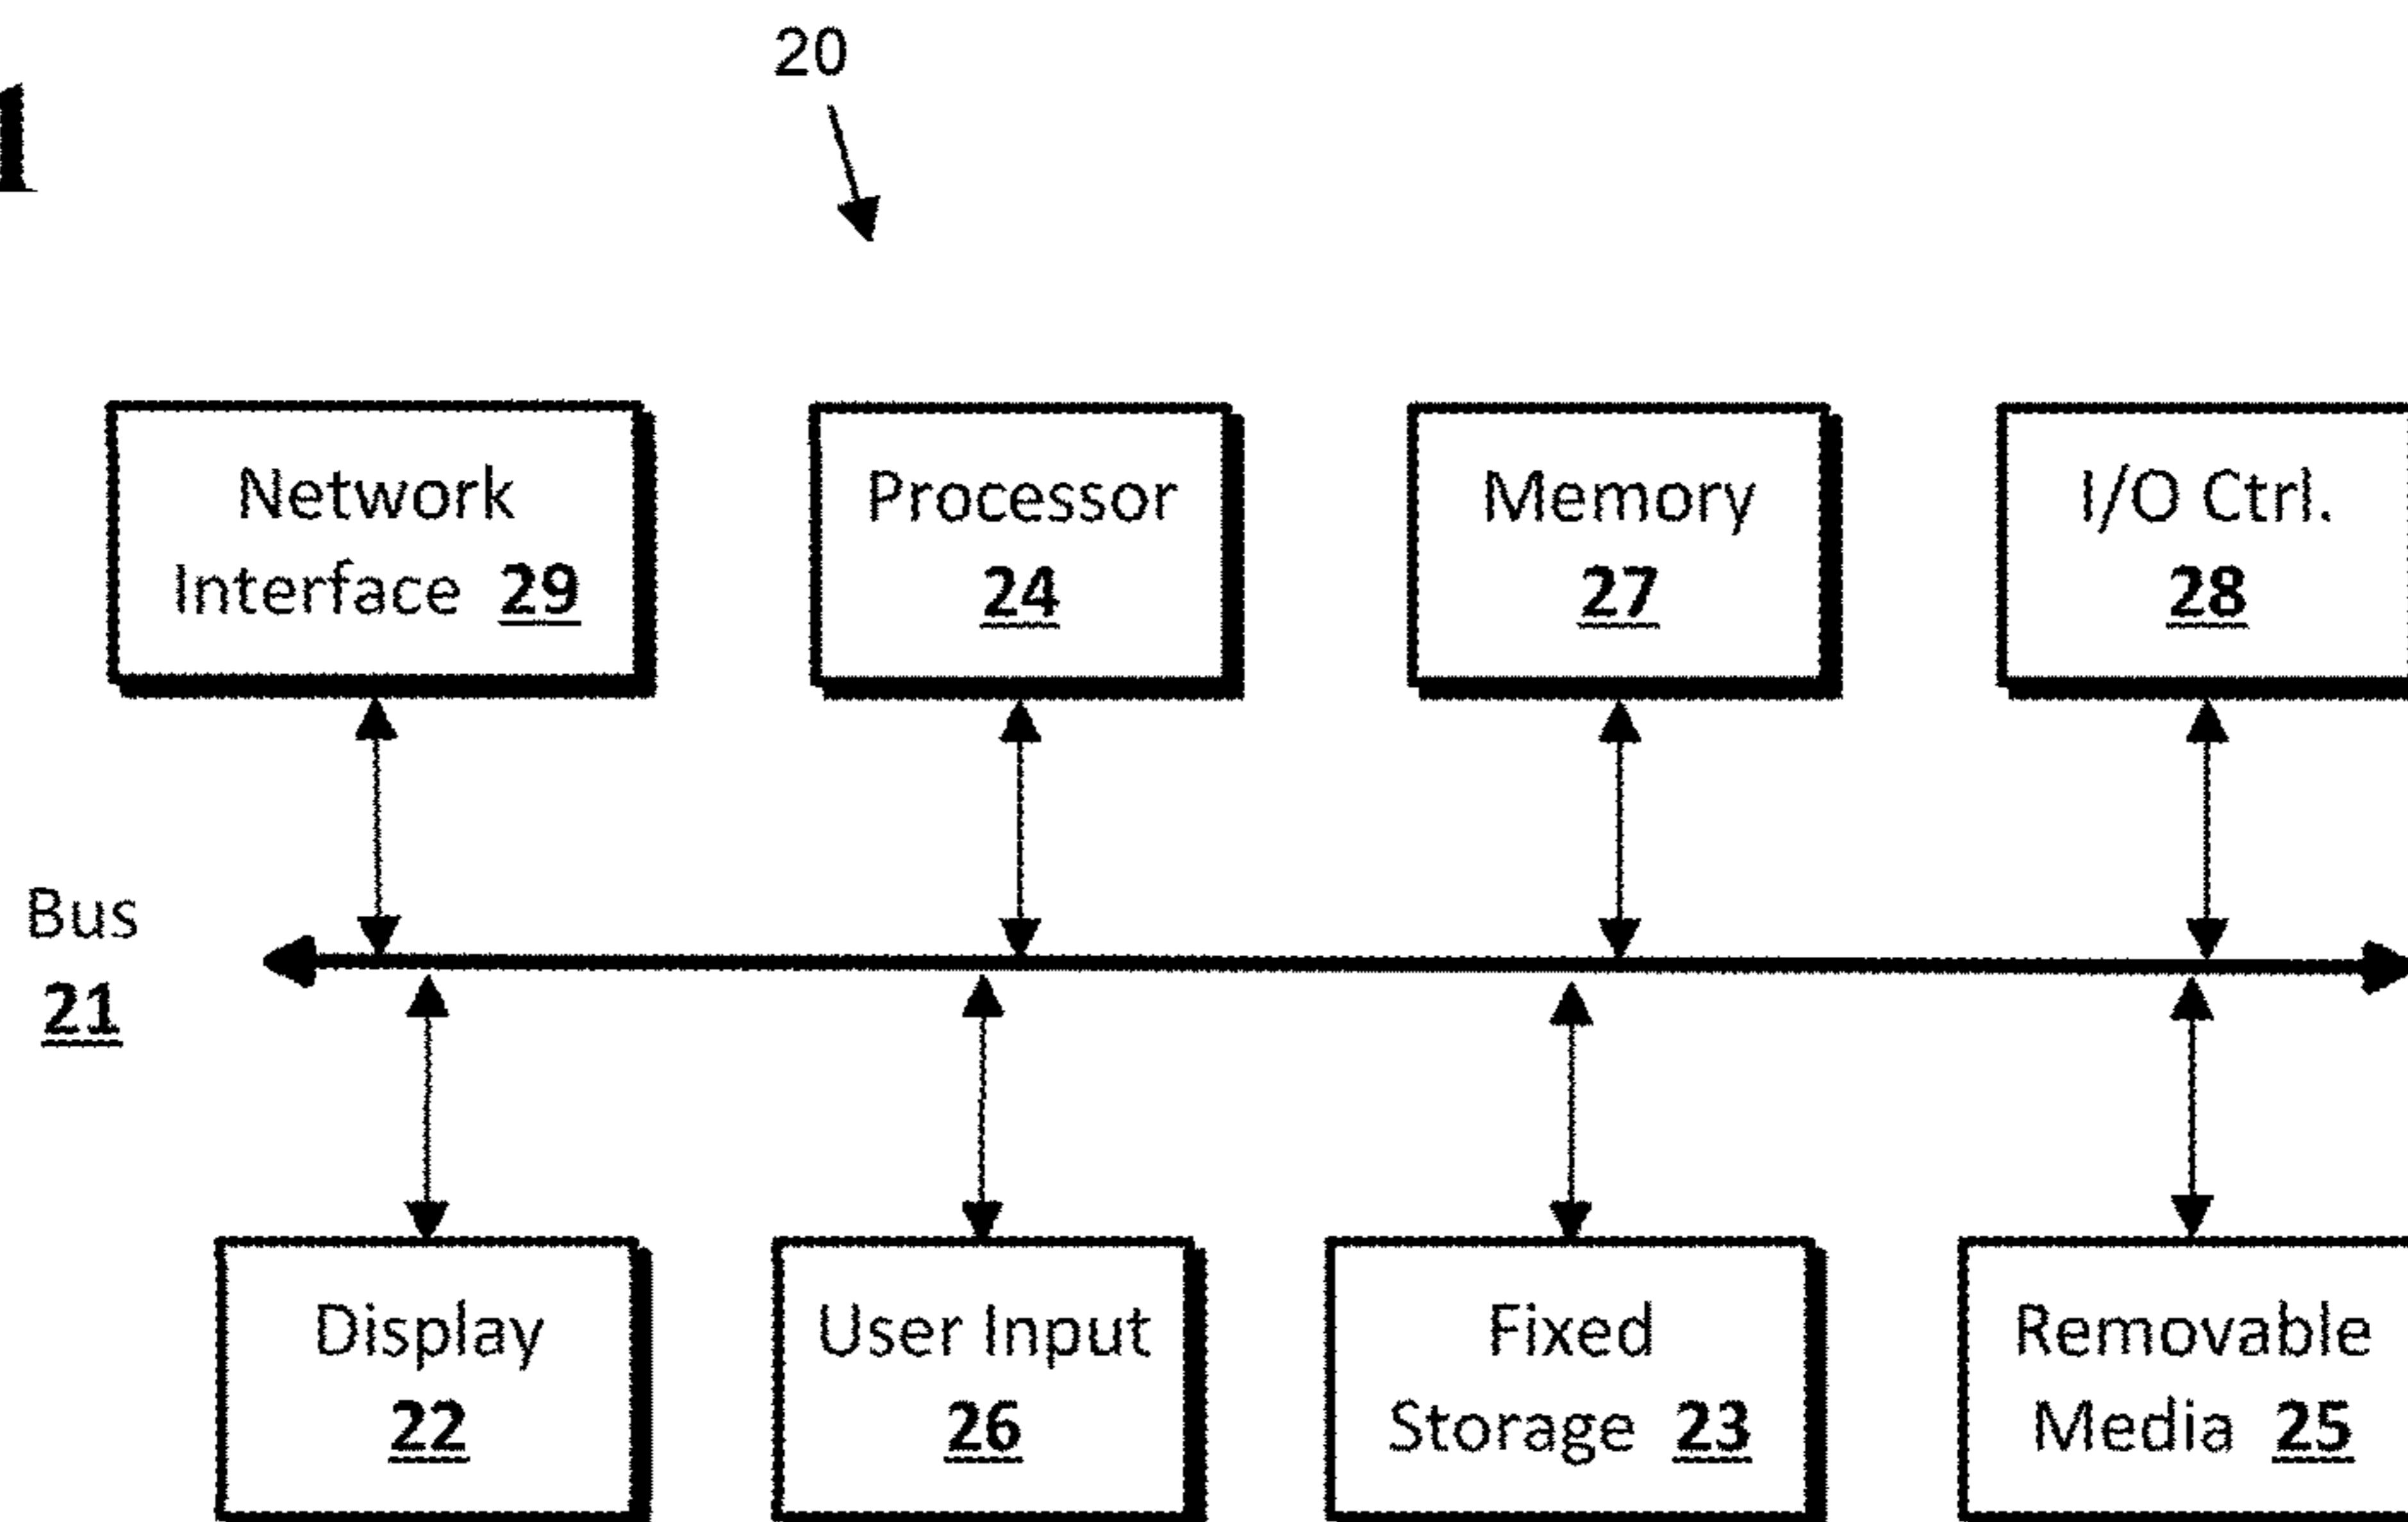 1
20
Network
Interface 29
Processor
24
Memory
27
I/O Ctrl.
28
Bus
21
Display
22
User Input
26
Fixed
Storage 23
Removable
Media 25